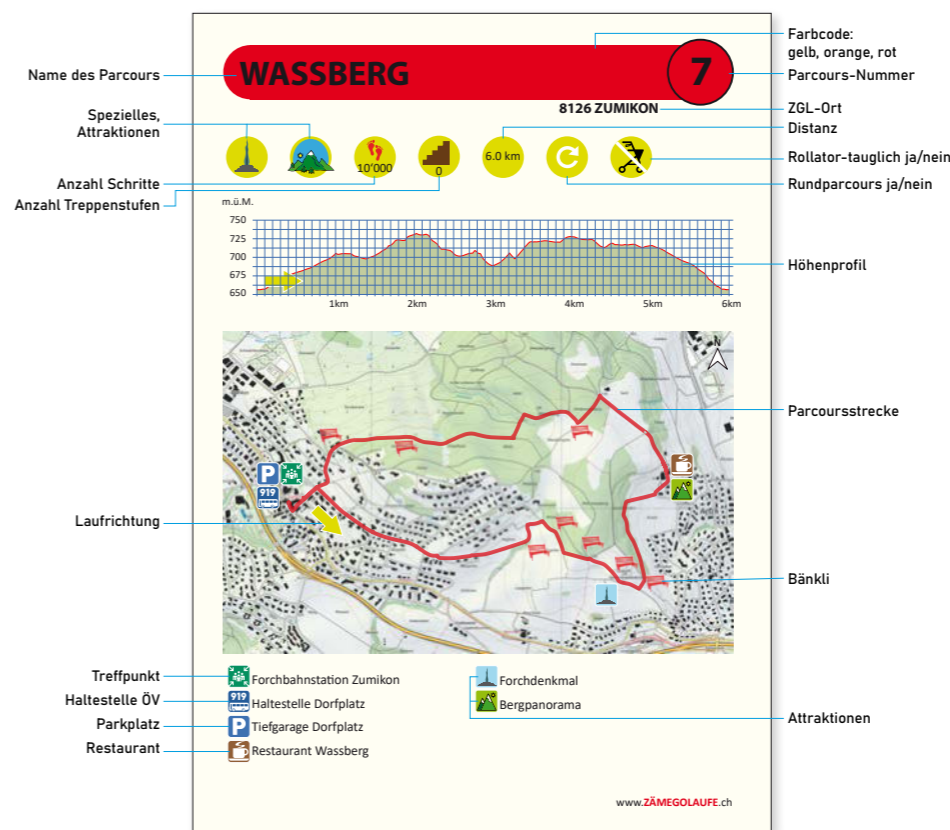 Farbcode:
gelb, orange, rot
Name des Parcours
WASSBERG
7
Parcours-Nummer
8126 ZUMIKON
ZGL-Ort
Spezielles,
Attraktionen
Distanz
10'000
0
6.0 km
Rollator-tauglich ja/nein
Anzahl Schritte
Rundparcours ja/nein
Anzahl Treppenstufen
m.ü.M.
750
725
700
675
650
Höhenprofil
1km
2km
3km
4km
5km
6km
N
Parcoursstrecke
P
919
Laufrichtung
Bänkli
Treffpunkt
Forchbahnstation Zumikon
Haltestelle ÖV
919
Haltestelle Dorfplatz
Parkplatz
P
Tiefgarage Dorfplatz
Restaurant
Restaurant Wassberg
Forchdenkmal
Bergpanorama
Attraktionen
www.ZÄMEGOLAUFE.ch